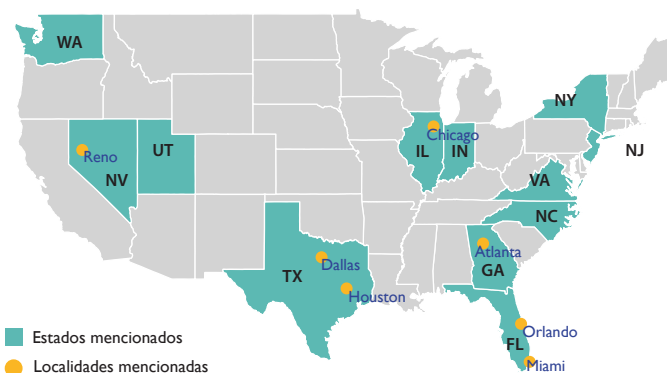 WA
NY
Chicago
NJ
UT
IL
IN
Reno
NV
VA
NC
Atlanta
Dallas
GA
TX
Houston
Orlando
Estados mencionados
FL
Localidades mencionadas
Miami